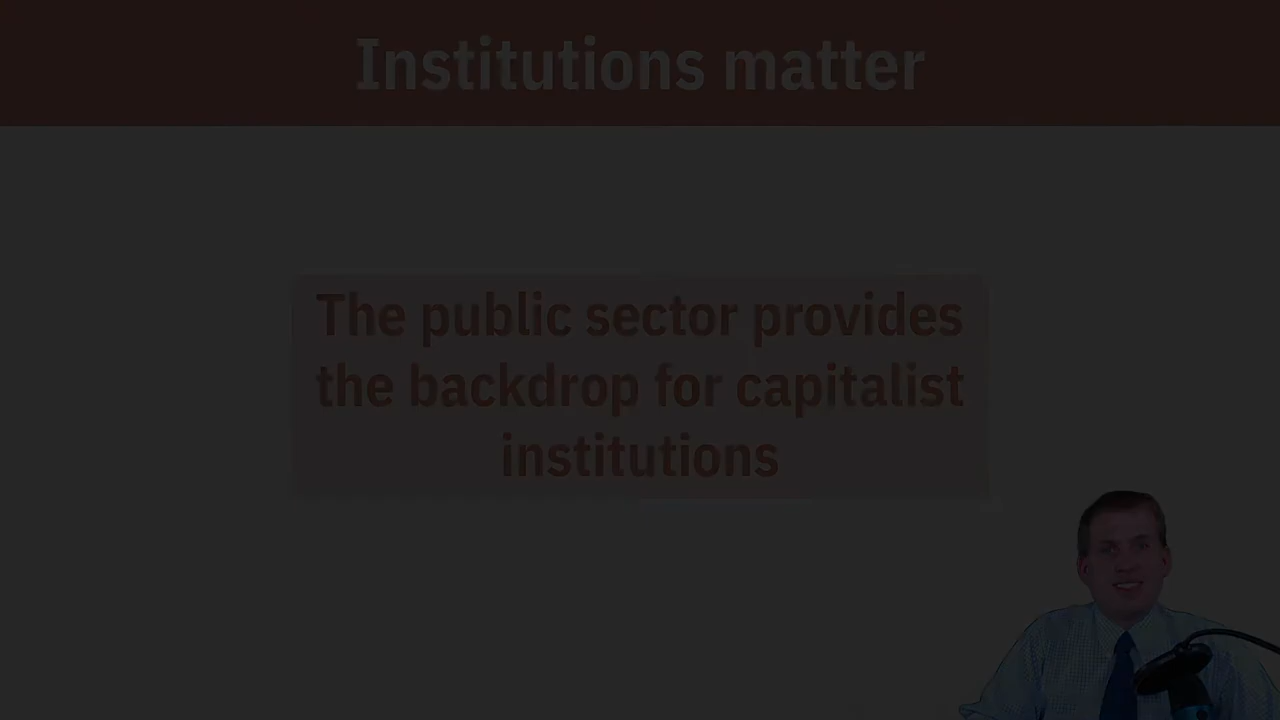 Institutions matter
The public sector provides
the backdrop for capitalist
institutions